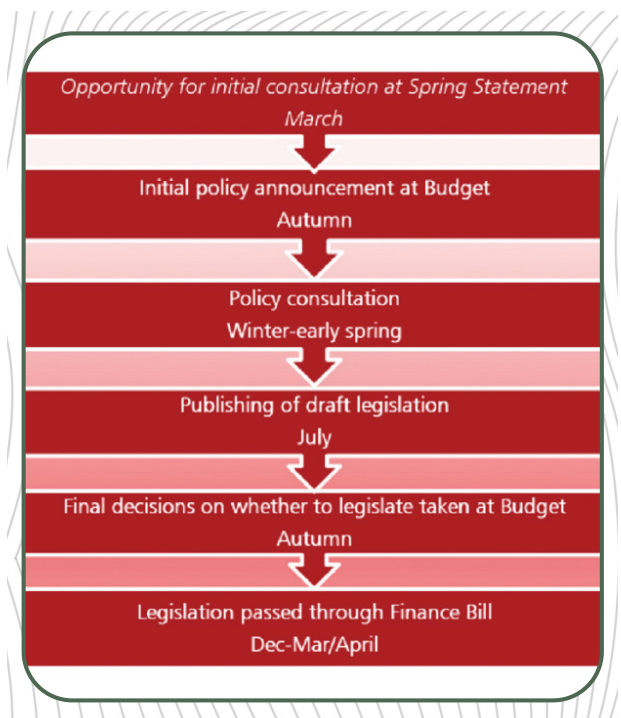 Opportunity for initial consultation at Spring Statement
March
Initial policy announcement at Budget
Autumn
Policy consultation
Winter-early spring
Publishing of draft legislation
July
Final decisions on whether to legislate taken at Budget
Autumn
Legislation passed through Finance Bill
Dec-Mar/April